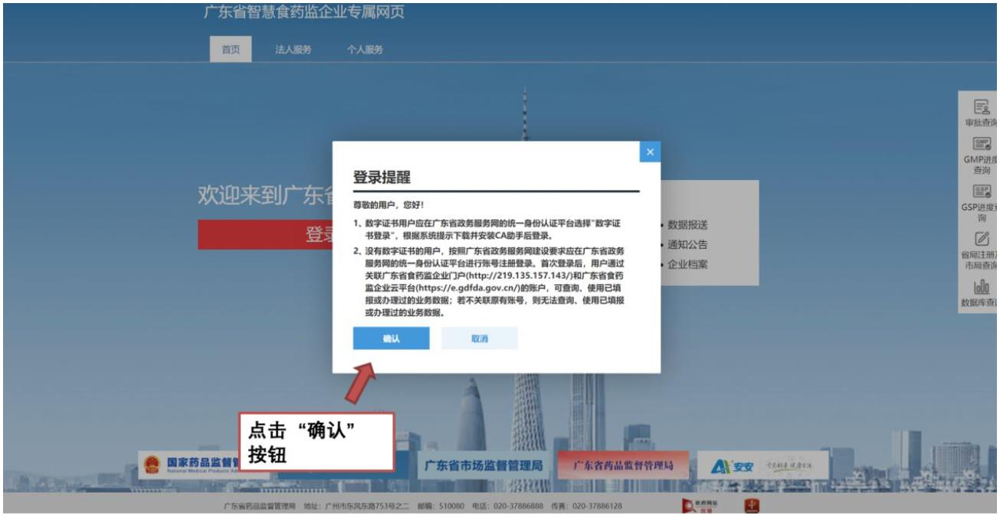 广东省智慧食药监企业专属网页
首页
法人服务
个人服务
欢迎来到广东省
登录
登录提醒
尊敬的用户，您好！
1、数字证书用户应在广东省政务服务网的统一身份认证平台选择"数字证
书登录"，根据系统提示下载并安装CA助手后登录。
2、没有数字证书的用户，按照广东省政务服务网建设要求应在广东省政务
服务网的统一身份认证平台进行账号注册登录。首次登录后，用户通过
关联广东省食药监企业门户(http://219.135.157.143/)和广东省食药
监企业云平台(https://e.gdfda.gov.cn/)的账户，可查询、使用已填
报或办理过的业务数据；若不关联原有账号，则无法查询、使用已填报
或办理过的业务数据。
确认
取消
• 数据报送
• 通知公告
• 企业档案
审批查询
GMP
GMP进度
查询
GSP
GSP进度查
询
省局注册及
市局查询
数据库查询
点击“确认”
按钮
国家药品监督管
National Medical Products Ad
广东省市场监督管理局
广东省药品监督管理局
安安
广东省药品监督管理局 地址：广州市东风东路753号之二 邮编：510080 电话：020-37886888 传真：020-37886128
政府网站
找错